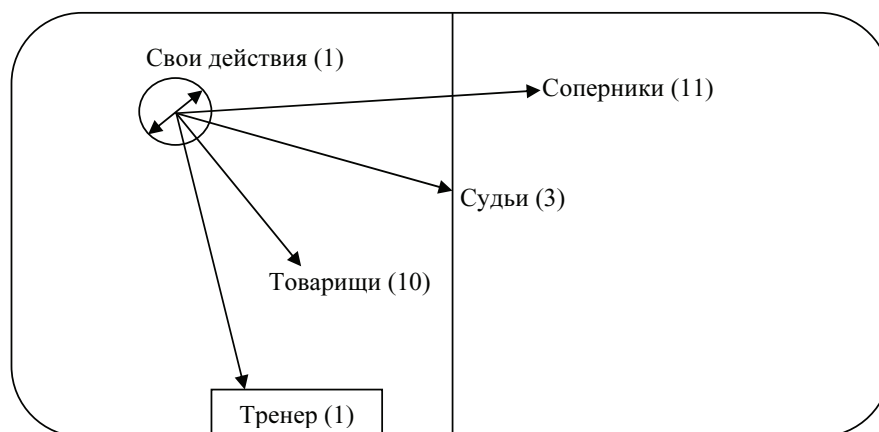 Свои действия (1)
Соперники (11)
Судьи (3)
Товарищи (10)
Тренер (1)